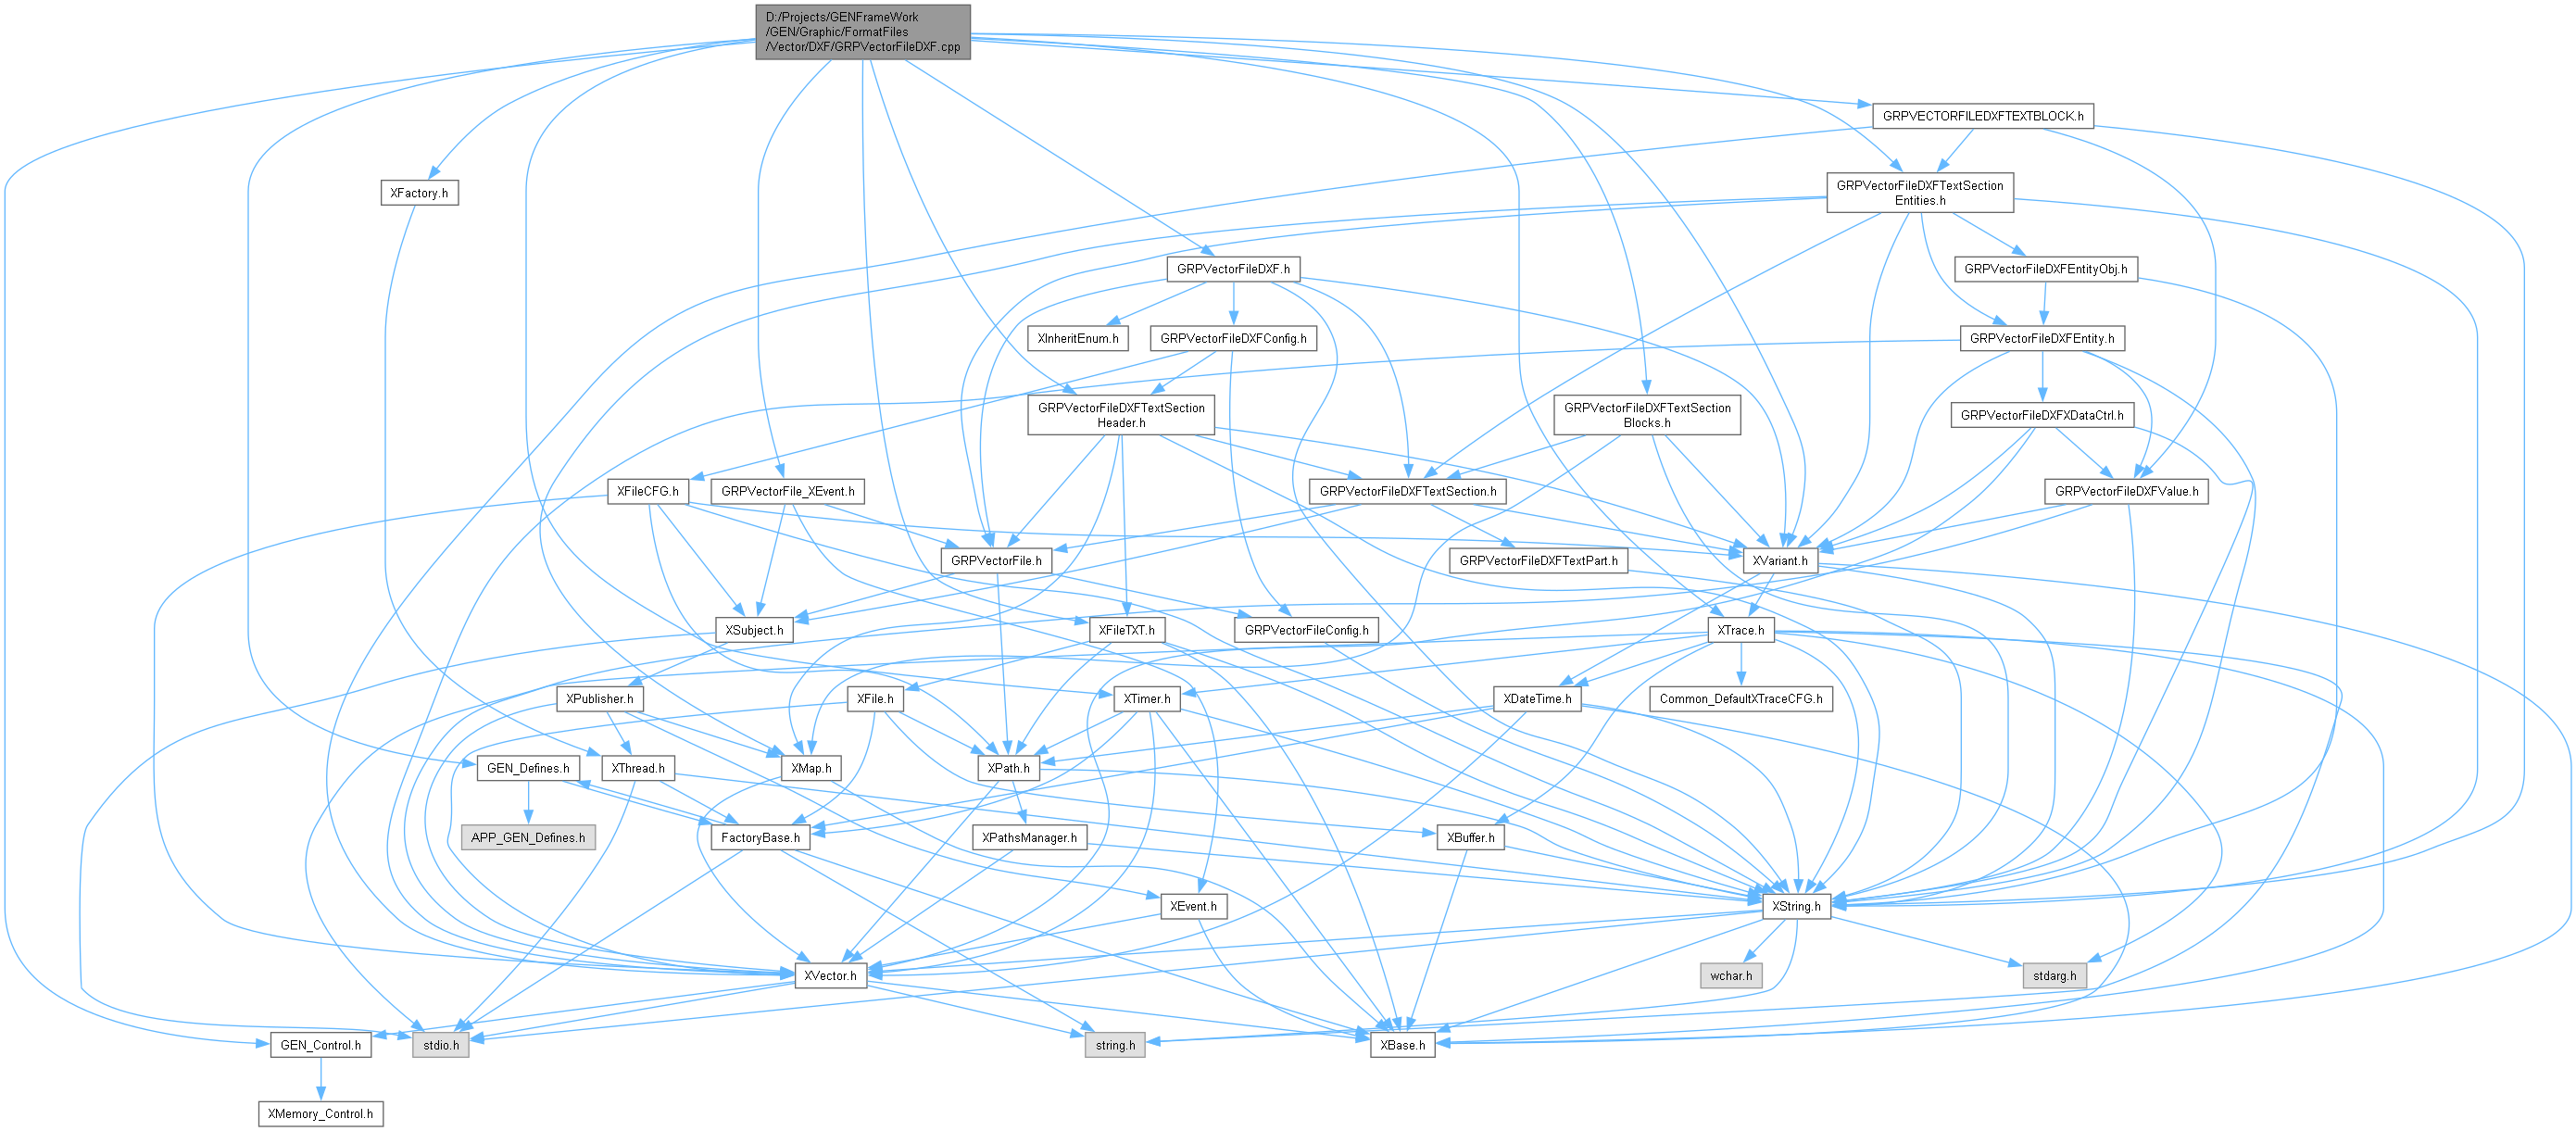 D:/Projects/GENFrameWork
/GEN/Graphic/FormatFiles
/Vector/DXF/GRPVectorFileDXF.cpp
GRPVECTORFILEDXFTEXTBLOCK.h
XFactory.h
GRPVectorFileDXFTextSection
Entities.h
GRPVectorFileDXF.h
GRPVectorFileDXFEntityObj.h
XInheritEnum.h
GRPVectorFileDXFConfig.h
GRPVectorFileDXFEntity.h
GRPVectorFileDXFTextSection
Header.h
GRPVectorFileDXFTextSection
Blocks.h
GRPVectorFileDXFXDataCtrl.h
XFileCFG.h
GRPVectorFile_XEvent.h
GRPVectorFileDXFTextSection.h
GRPVectorFileDXFValue.h
GRPVectorFile.h
GRPVectorFileDXFTextPart.h
XVariant.h
XSubject.h
XFileTXT.h
GRPVectorFileConfig.h
XTrace.h
XPublisher.h
XFile.h
XTimer.h
XDateTime.h
Common_DefaultXTraceCFG.h
GEN_Defines.h
XThread.h
XMap.h
XPath.h
APP_GEN_Defines.h
FactoryBase.h
XPathsManager.h
XBuffer.h
XEvent.h
XString.h
XVector.h
wchar.h
stdarg.h
GEN_Control.h
stdio.h
string.h
XBase.h
XMemory_Control.h